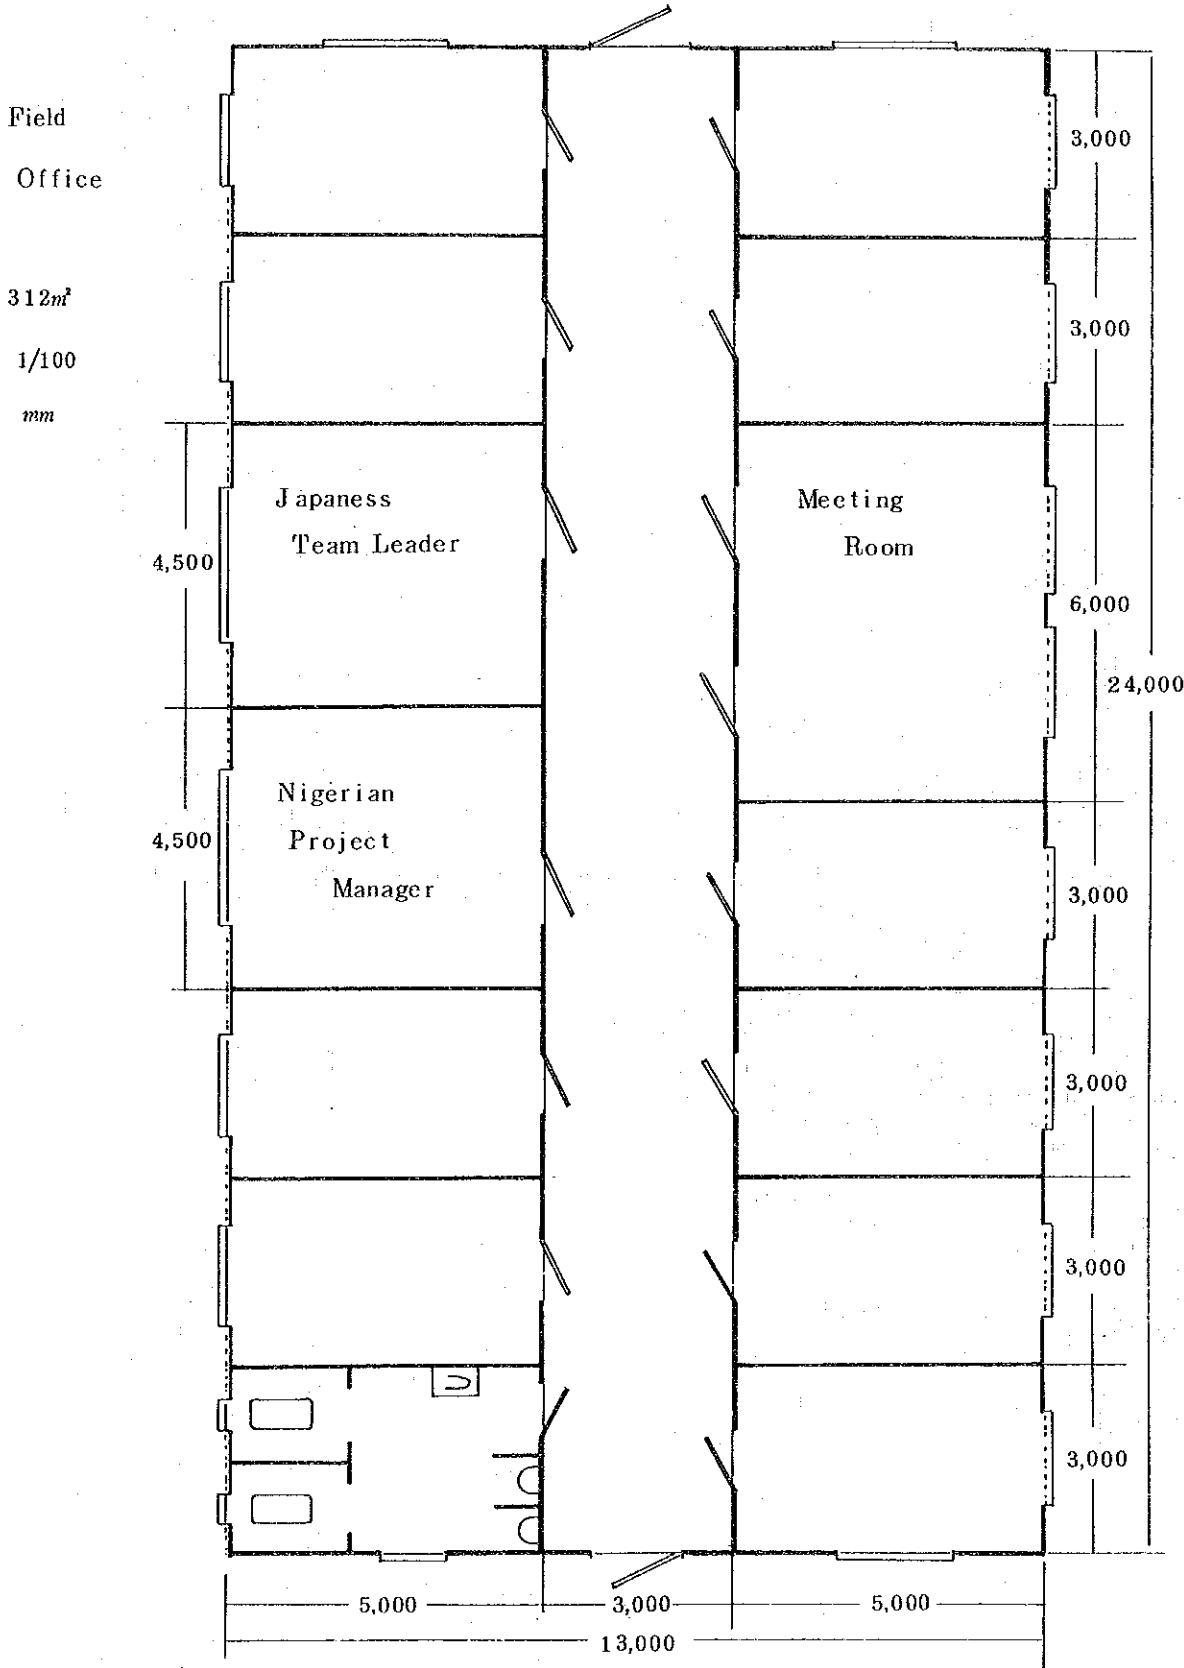 Field
Office
312m²
1/100
mm
3,000
3,000
4,500
Japaness
Team Leader
Meeting
Room
6,000
24,000
4,500
Nigerian
Project
Manager
3,000
3,000
3,000
3,000
5,000
3,000
5,000
13,000